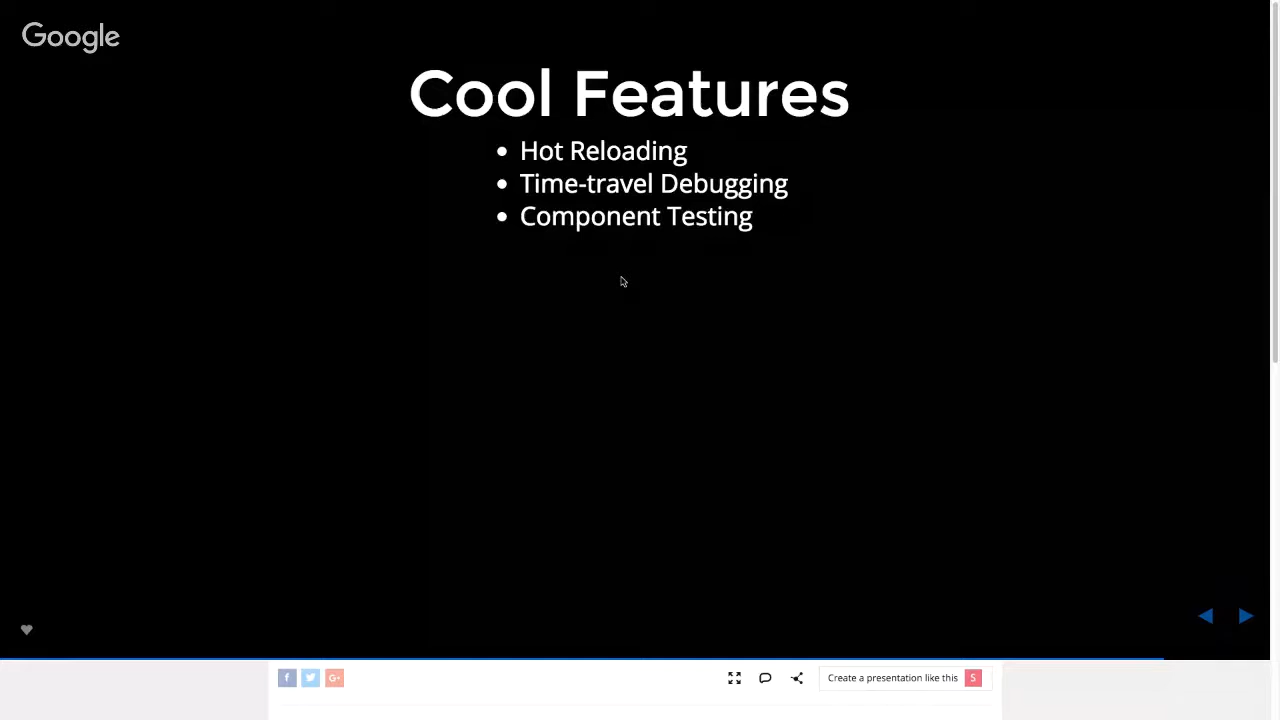 Google
Cool Features
• Hot Reloading
• Time-travel Debugging
• Component Testing
f
G+
Create a presentation like this S